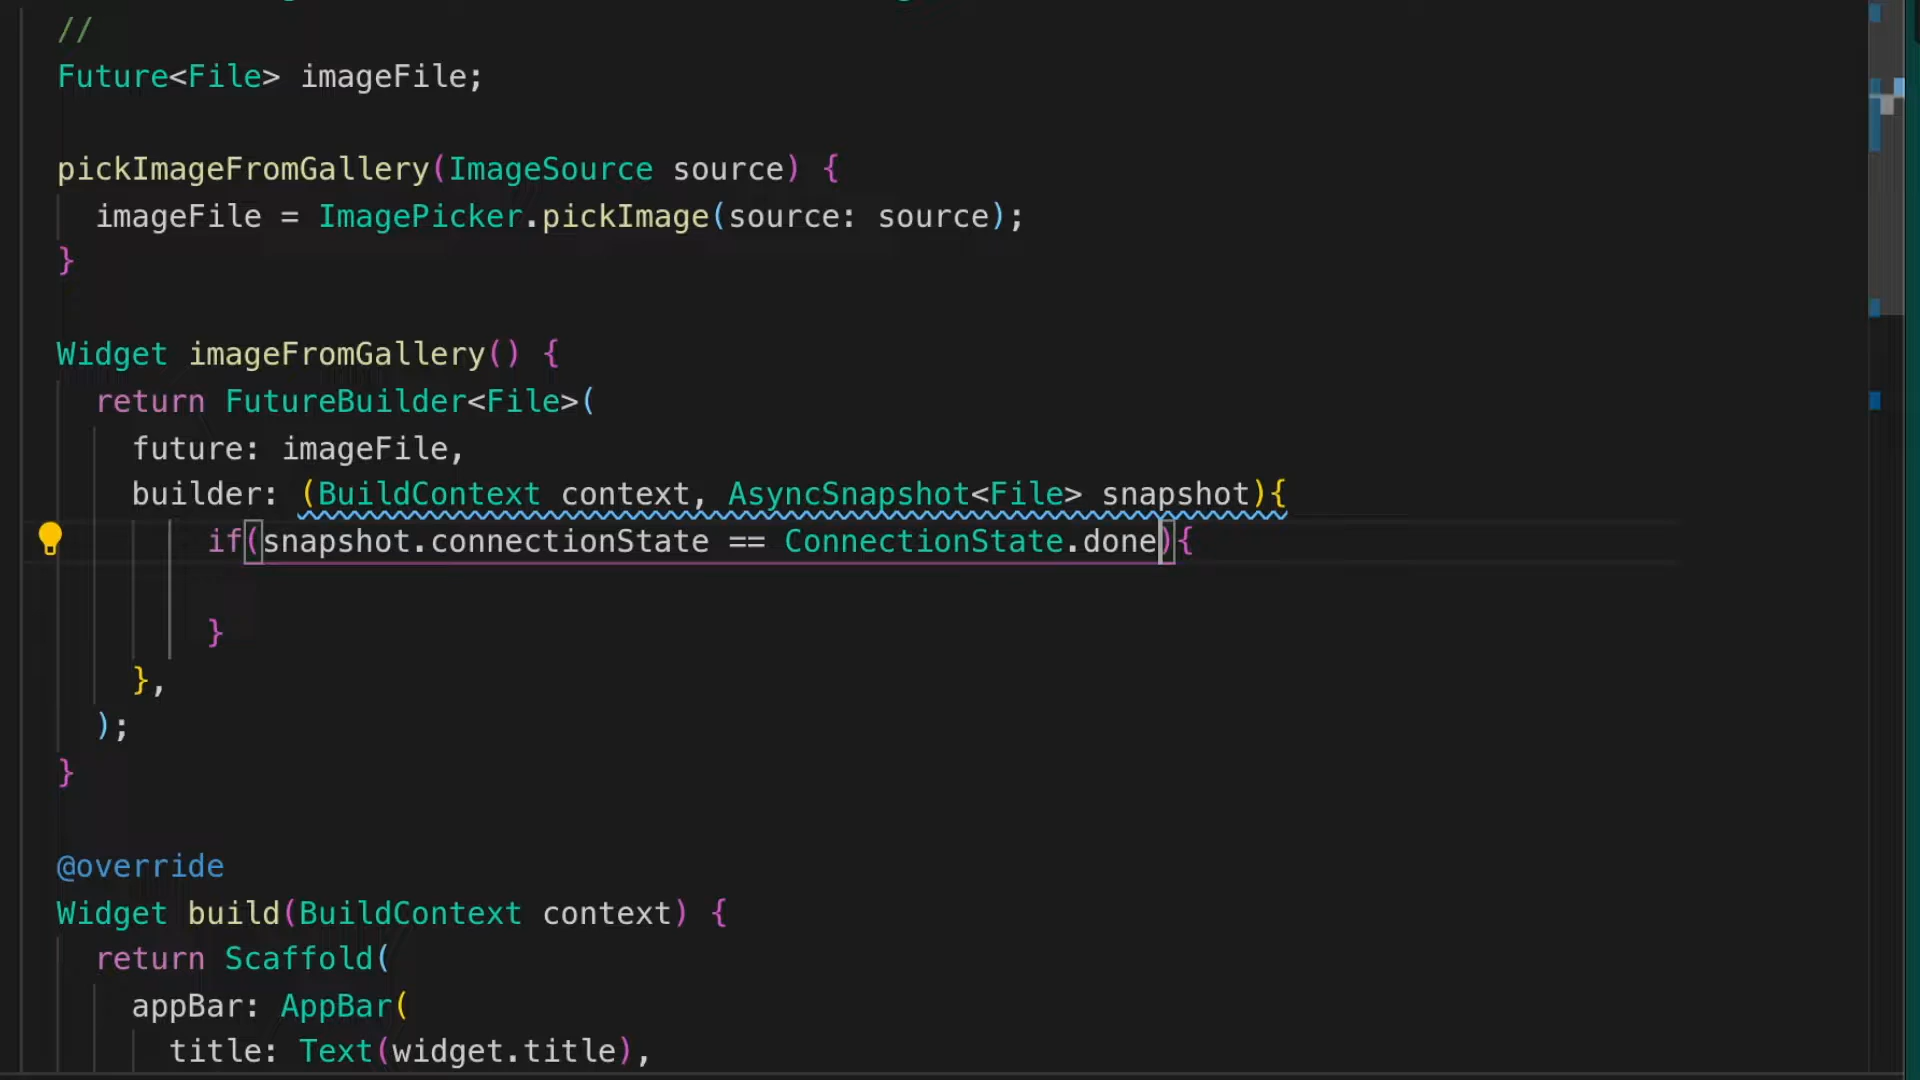 //
Future<File> imageFile;
pickImageFromGallery(ImageSource source) {
imageFile = ImagePicker.pickImage(source: source);
}
Widget imageFromGallery() {
return FutureBuilder<File>(
future: imageFile,
builder: (BuildContext context, AsyncSnapshot<File> snapshot){
if(snapshot.connectionState == ConnectionState.done){
}
},
);
}
@override
Widget build(BuildContext context) {
return Scaffold(
appBar: AppBar(
title: Text(widget.title),